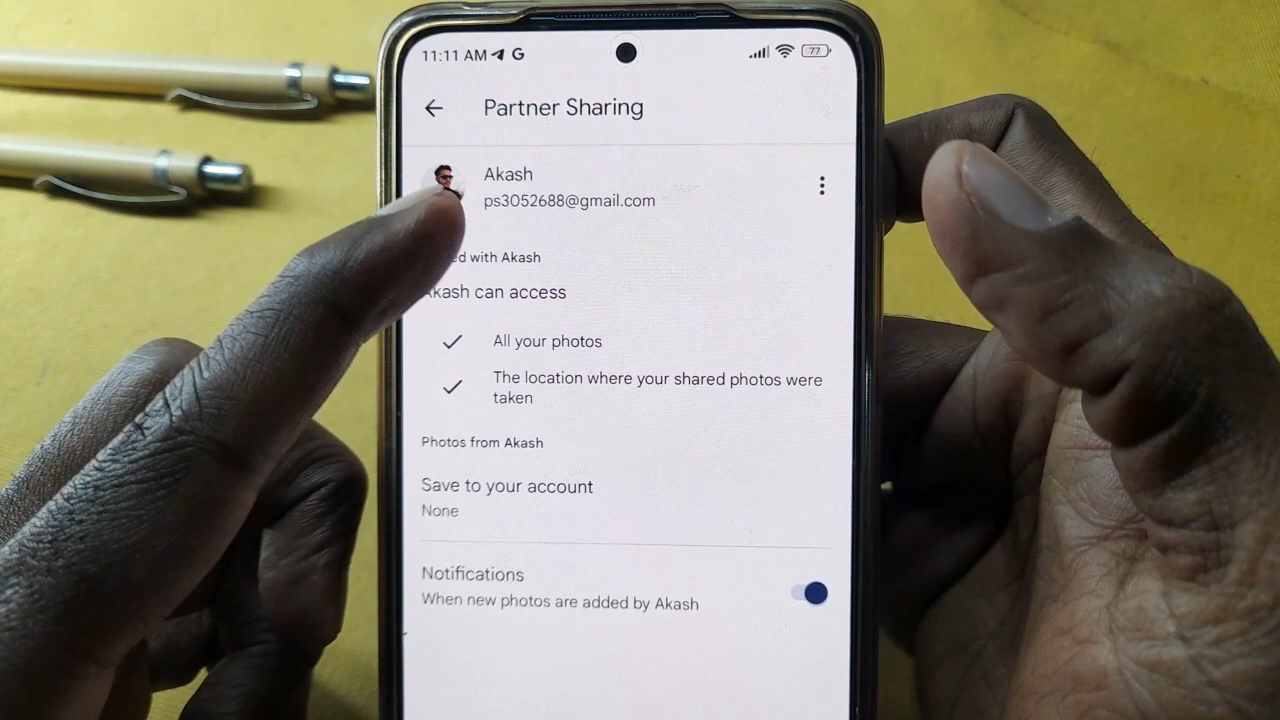 11:11 AM G 77
Partner Sharing
Akash
ps3052688@gmail.com
with Akash
Akash can access
All your photos
The location where your shared photos were
taken
Photos from Akash
Save to your account
None
Notifications
When new photos are added by Akash